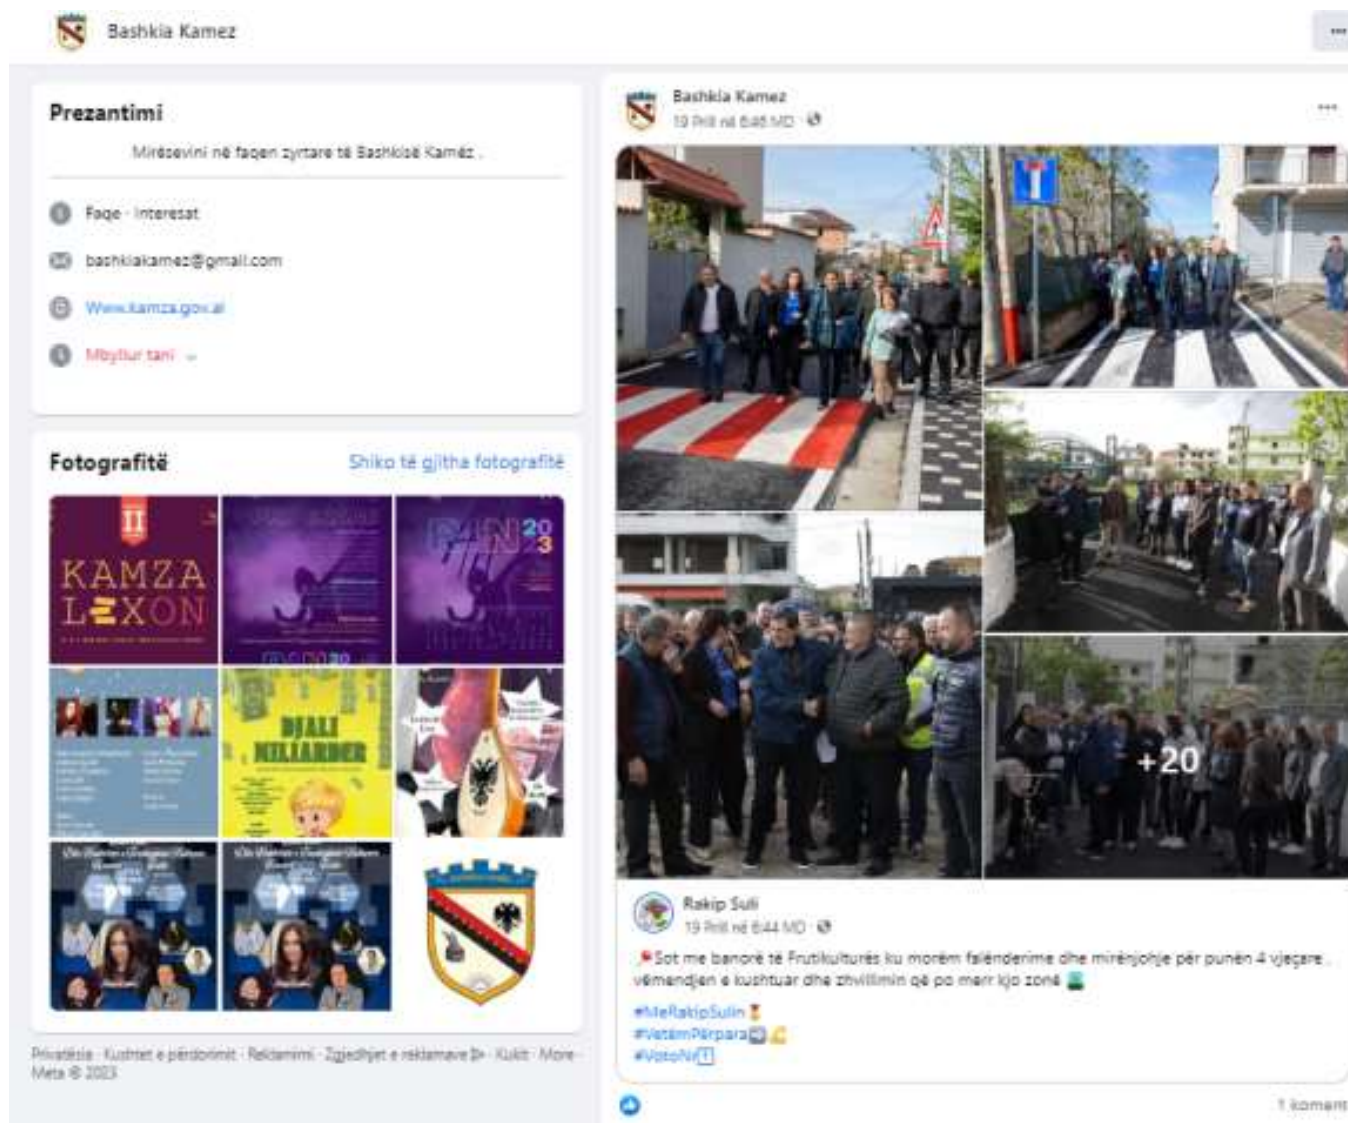 Bashkia Kamez
Prezantimi
Mirësevini në faqen zyrtare të Bashkisë Kamëz .
Faqe · Interesat
bashkiakamez@gmail.com
Www.kamza.gov.al
Mbyllur tani
Fotografitë
Shiko të gjitha fotografitë
II
KAMZA
LEXON
2023
DJALI
MILIARDER
Privatësia · Kushtet e përdorimit · Reklamimi · Zgjedhjet e reklamave · Kukit · More ·
Meta © 2023
Bashkia Kamez
19 Prill në 6:46 MD ·
+20
Rakip Suli
19 Prill në 6:44 MD ·
Sot me banorë të Frutikulturës ku morëm falënderime dhe mirënjohje për punën 4 vjeçare ,
vëmendjen e kushtuar dhe zhvillimin që po merr kjo zonë
#MeRakipSulin🎖
#VetëmPërpara➡💪
#VotoNr1️⃣
1 koment